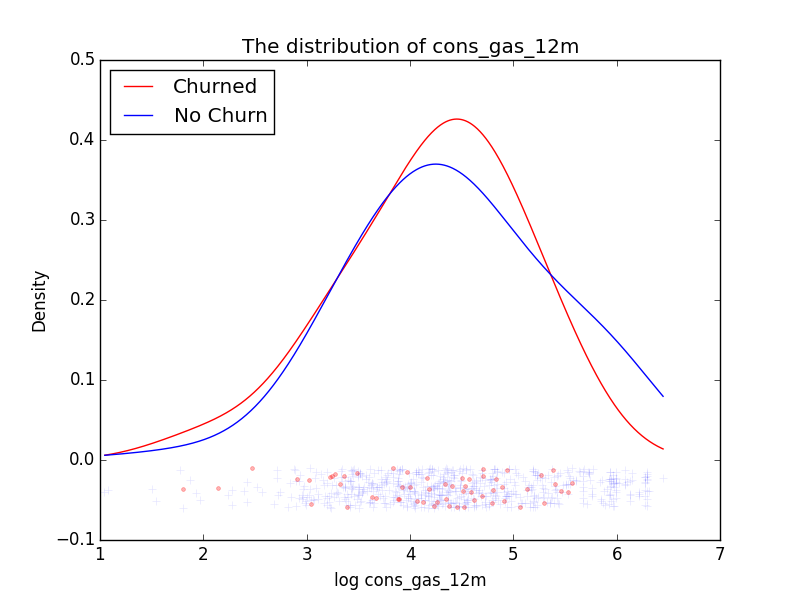 The distribution of cons_gas_12m
Churned
No Churn
0.5
0.4
0.3
0.2
0.1
0.0
−0.1
Density
1 2 3 4 5 6 7
log cons_gas_12m